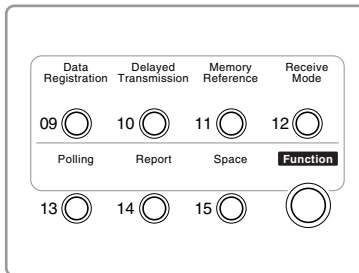 Data Registration
Delayed Transmission
Memory Reference
Receive Mode
09
10
11
12
Polling
Report
Space
Function
13
14
15